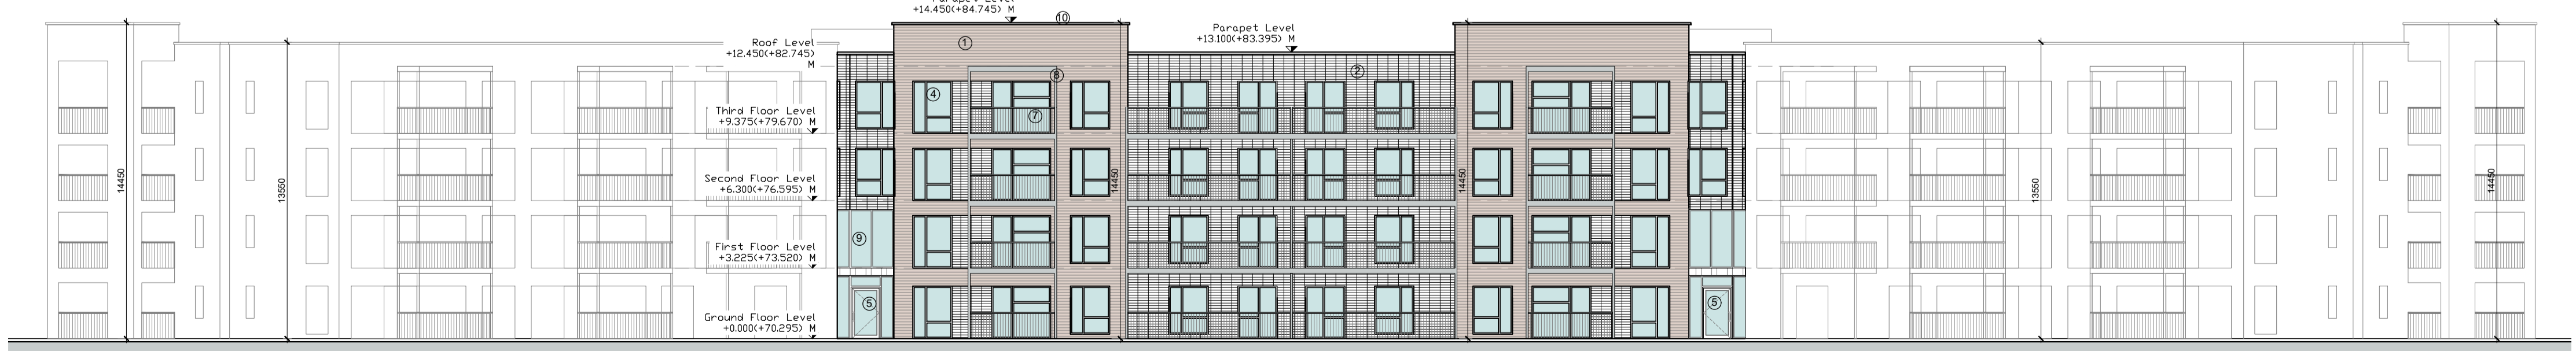 Parapet Level
+14.450(+84.745) M
10
1
Parapet Level
+13.100(+83.395) M
Roof Level
+12.450(+82.745)
M
8
2
4
Third Floor Level
+9.375(+79.670) M
7
14450
13550
Second Floor Level
+6.300(+76.595) M
14450
14450
13550
14450
9
First Floor Level
+3.225(+73.520) M
5
5
Ground Floor Level
+0.000(+70.295) M